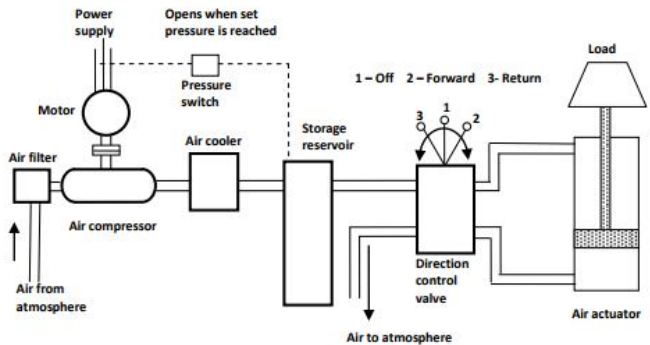 Power
supply
Opens when set
pressure is reached
Load
1 – Off 2 – Forward 3- Return
Pressure
switch
Motor
1
3
2
Storage
reservoir
Air cooler
Air filter
Air compressor
Direction
control
valve
Air from
atmosphere
Air to atmosphere
Air actuator